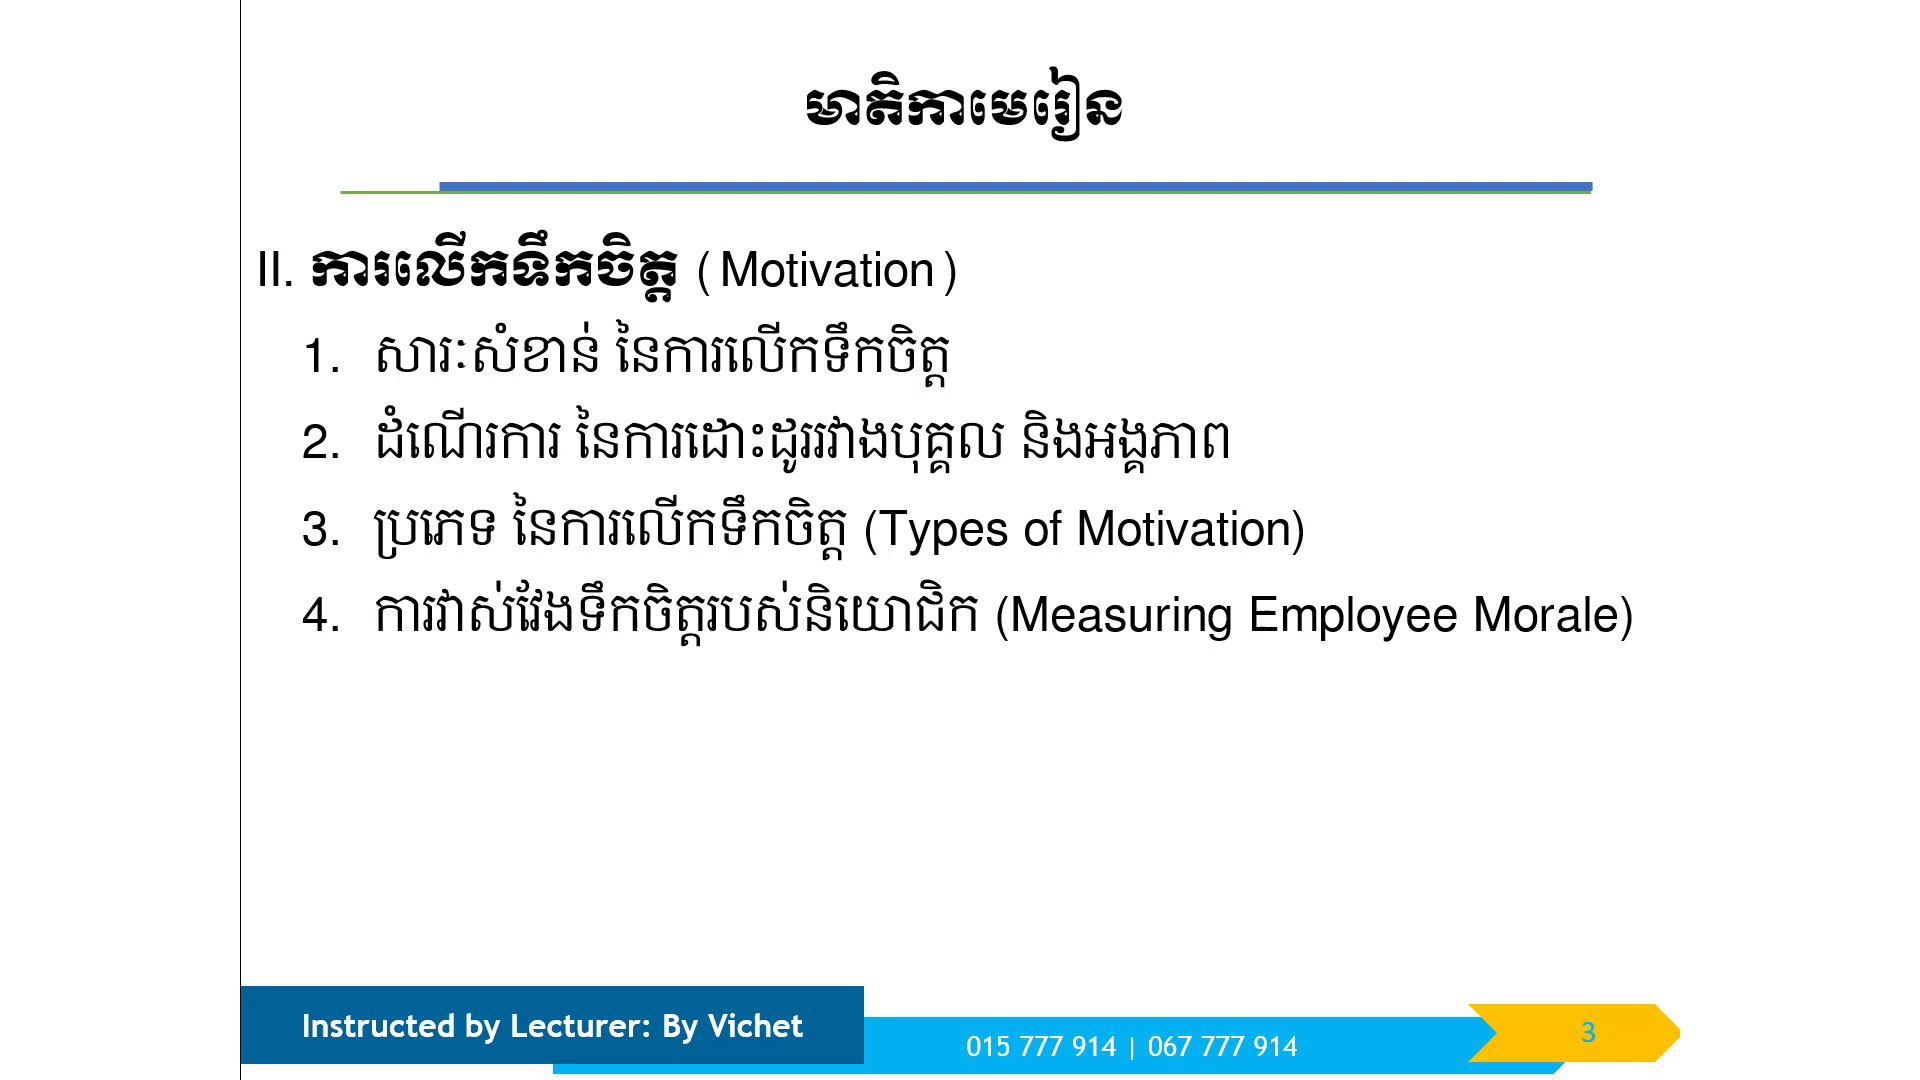 មាតិកាមេរៀន
II. ការលើកទឹកចិត្ត (Motivation)
1. សារៈសំខាន់ នៃការលើកទឹកចិត្ត
2. ដំណើរការ នៃការដោះដូររវាងបុគ្គល និងអង្គភាព
3. ប្រភេទ នៃការលើកទឹកចិត្ត (Types of Motivation)
4. ការវាស់វែងទឹកចិត្តរបស់និយោជិក (Measuring Employee Morale)
Instructed by Lecturer: By Vichet
015 777 914 | 067 777 914
3